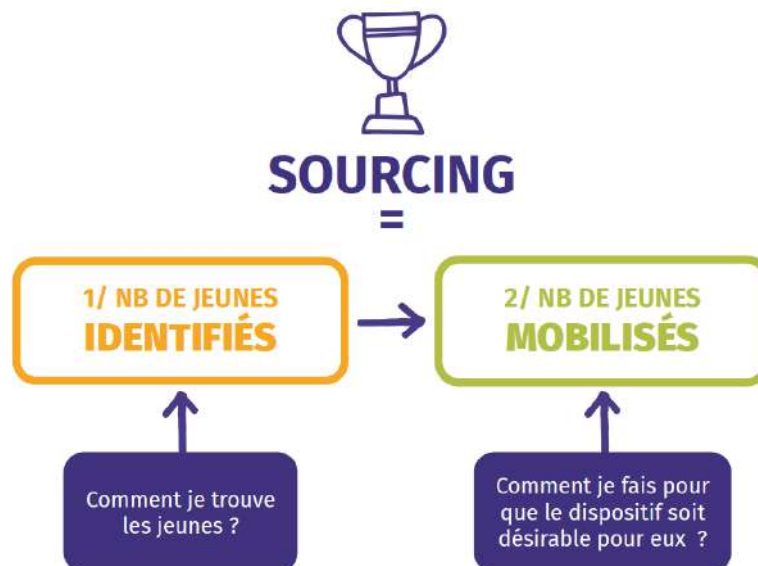 SOURCING
=
1/ NB DE JEUNES
IDENTIFIÉS
2/ NB DE JEUNES
MOBILISÉS
Comment je trouve
les jeunes ?
Comment je fais pour
que le dispositif soit
désirable pour eux  ?